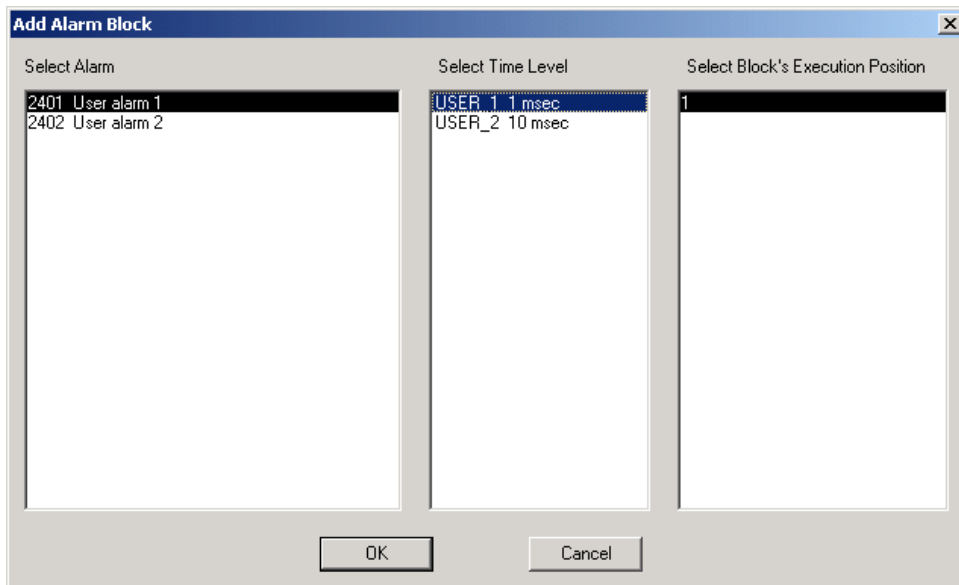 Add Alarm Block
Select Alarm
Select Time Level
Select Block's Execution Position
2401 User alarm 1
2402 User alarm 2
USER_1 1 msec
USER_2 10 msec
1
OK
Cancel